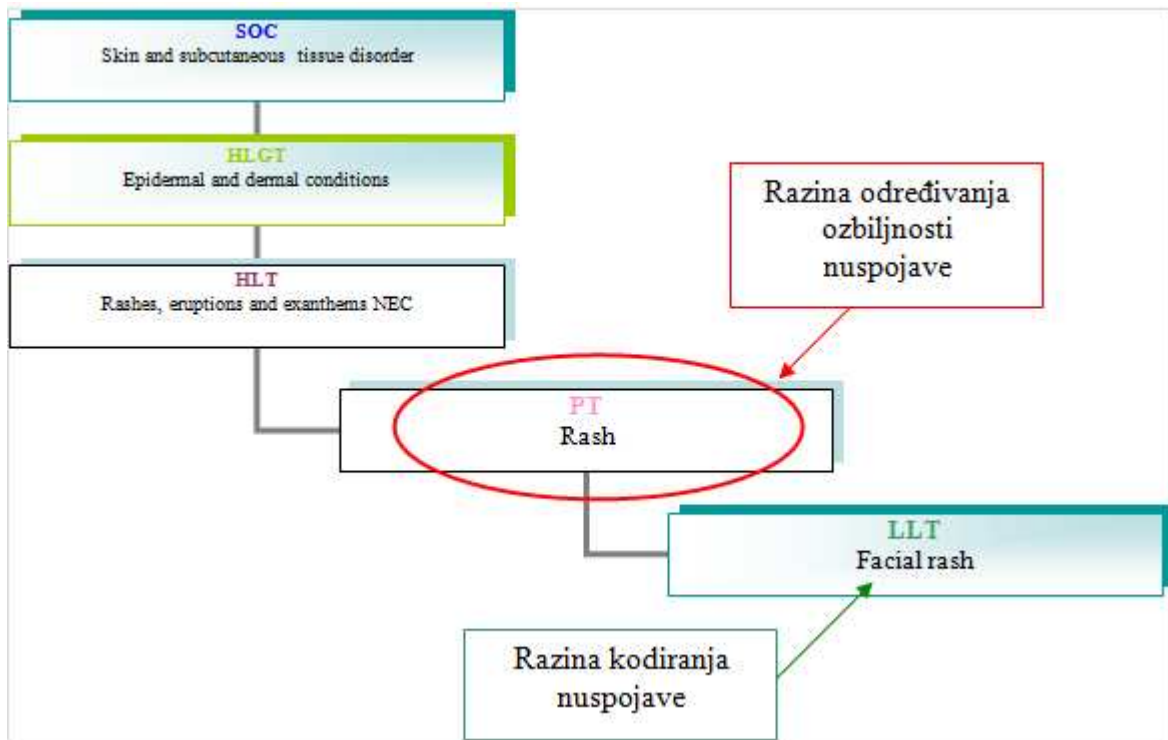 SOC
Skin and subcutaneous tissue disorder
HLGT
Epidermal and dermal conditions
HLT
Rashes, eruptions and exanthems NEC
Razina određivanja
ozbiljnosti
nuspojave
PT
Rash
LLT
Facial rash
Razina kodiranja
nuspojave